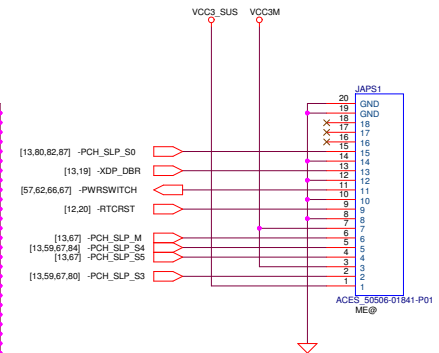 VCC3_SUS VCC3M
JAPS1
20 GND
19 GND
18 18
17 17
16 16
[13,80,82,87] -PCH_SLP_S0 15 15
14 14
[13,19] -XDP_DBR 13 13
12 12
[57,62,66,67] -PWRSWITCH 11 11
10 10
[12,20] -RTCRST 9 9
8 8
7 7
[13,67] -PCH_SLP_M 6 6
[13,59,67,84] -PCH_SLP_S4 5 5
[13,67] -PCH_SLP_S5 4 4
3 3
[13,59,67,80] -PCH_SLP_S3 2 2
1 1
ACES_50506-01841-P01
ME@